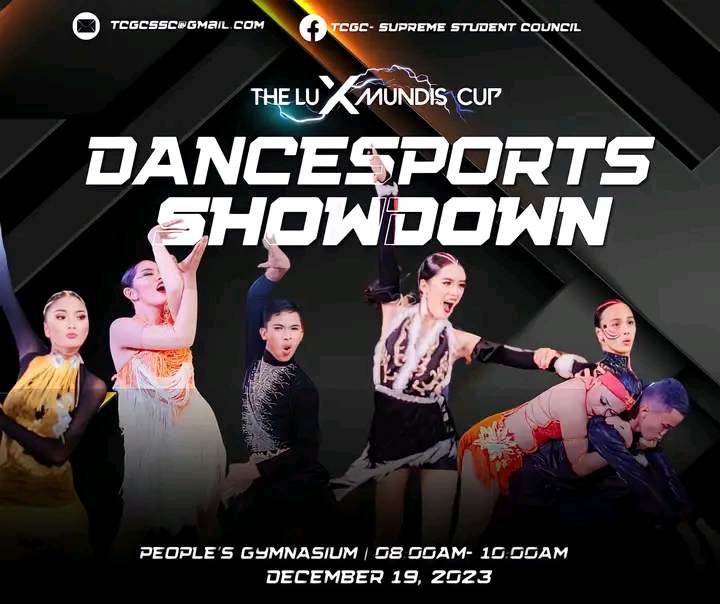 TCGCSSC@GMAIL.COM
TCGC- SUPREME STUDENT COUNCIL
THE LUX MUNDIS CUP
DANCESPORTS
SHOWDOWN
PEOPLE'S GYMNASIUM | 08:00AM- 10:00AM
DECEMBER 19, 2023